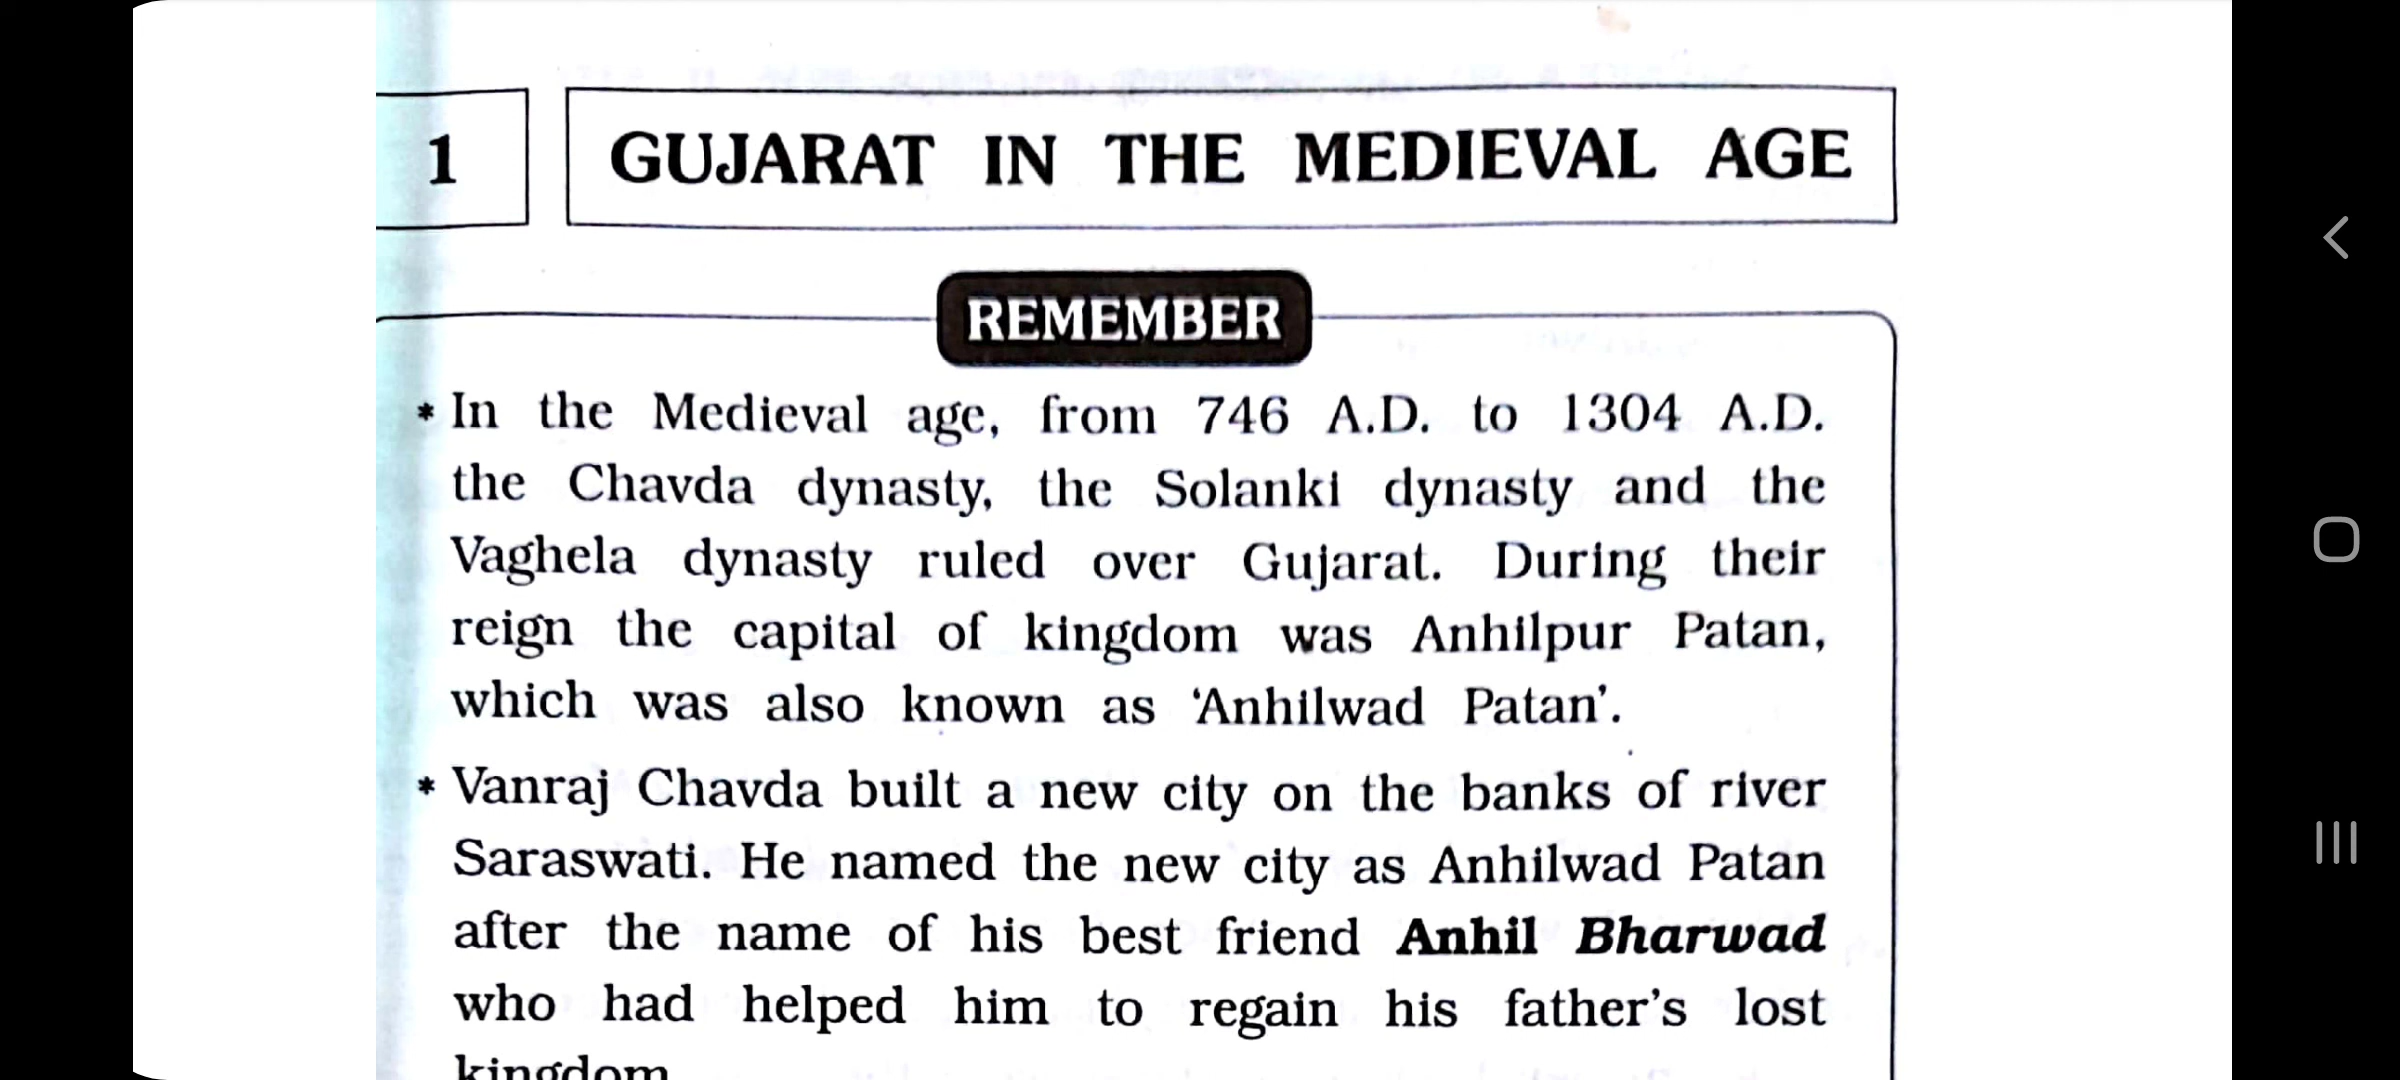 1
GUJARAT IN THE MEDIEVAL AGE
REMEMBER
* In the Medieval age, from 746 A.D. to 1304 A.D.
the Chavda dynasty, the Solanki dynasty and the
Vaghela dynasty ruled over Gujarat. During their
reign the capital of kingdom was Anhilpur Patan,
which was also known as ‘Anhilwad Patan’.
* Vanraj Chavda built a new city on the banks of river
Saraswati. He named the new city as Anhilwad Patan
after the name of his best friend Anhil Bharwad
who had helped him to regain his father’s lost
kingdom